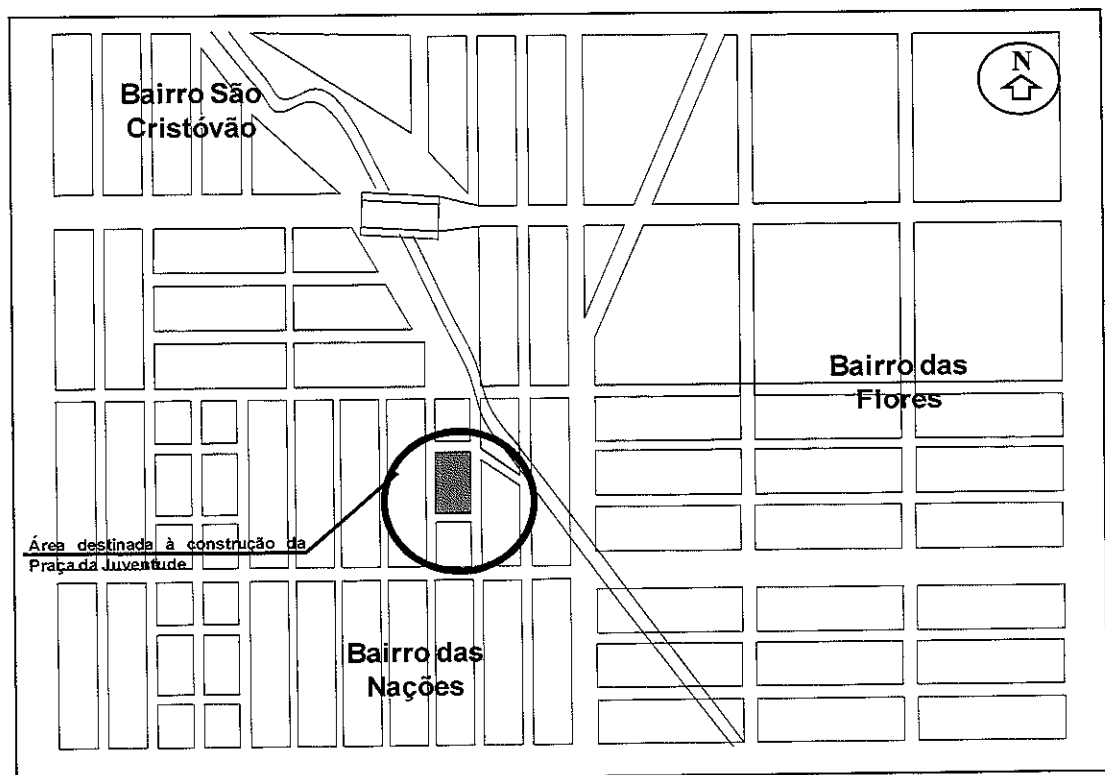 N
Bairro São
Cristóvão
Bairro das
Flores
Área destinada à construção da
Praça da Juventude
Bairro das
Nações